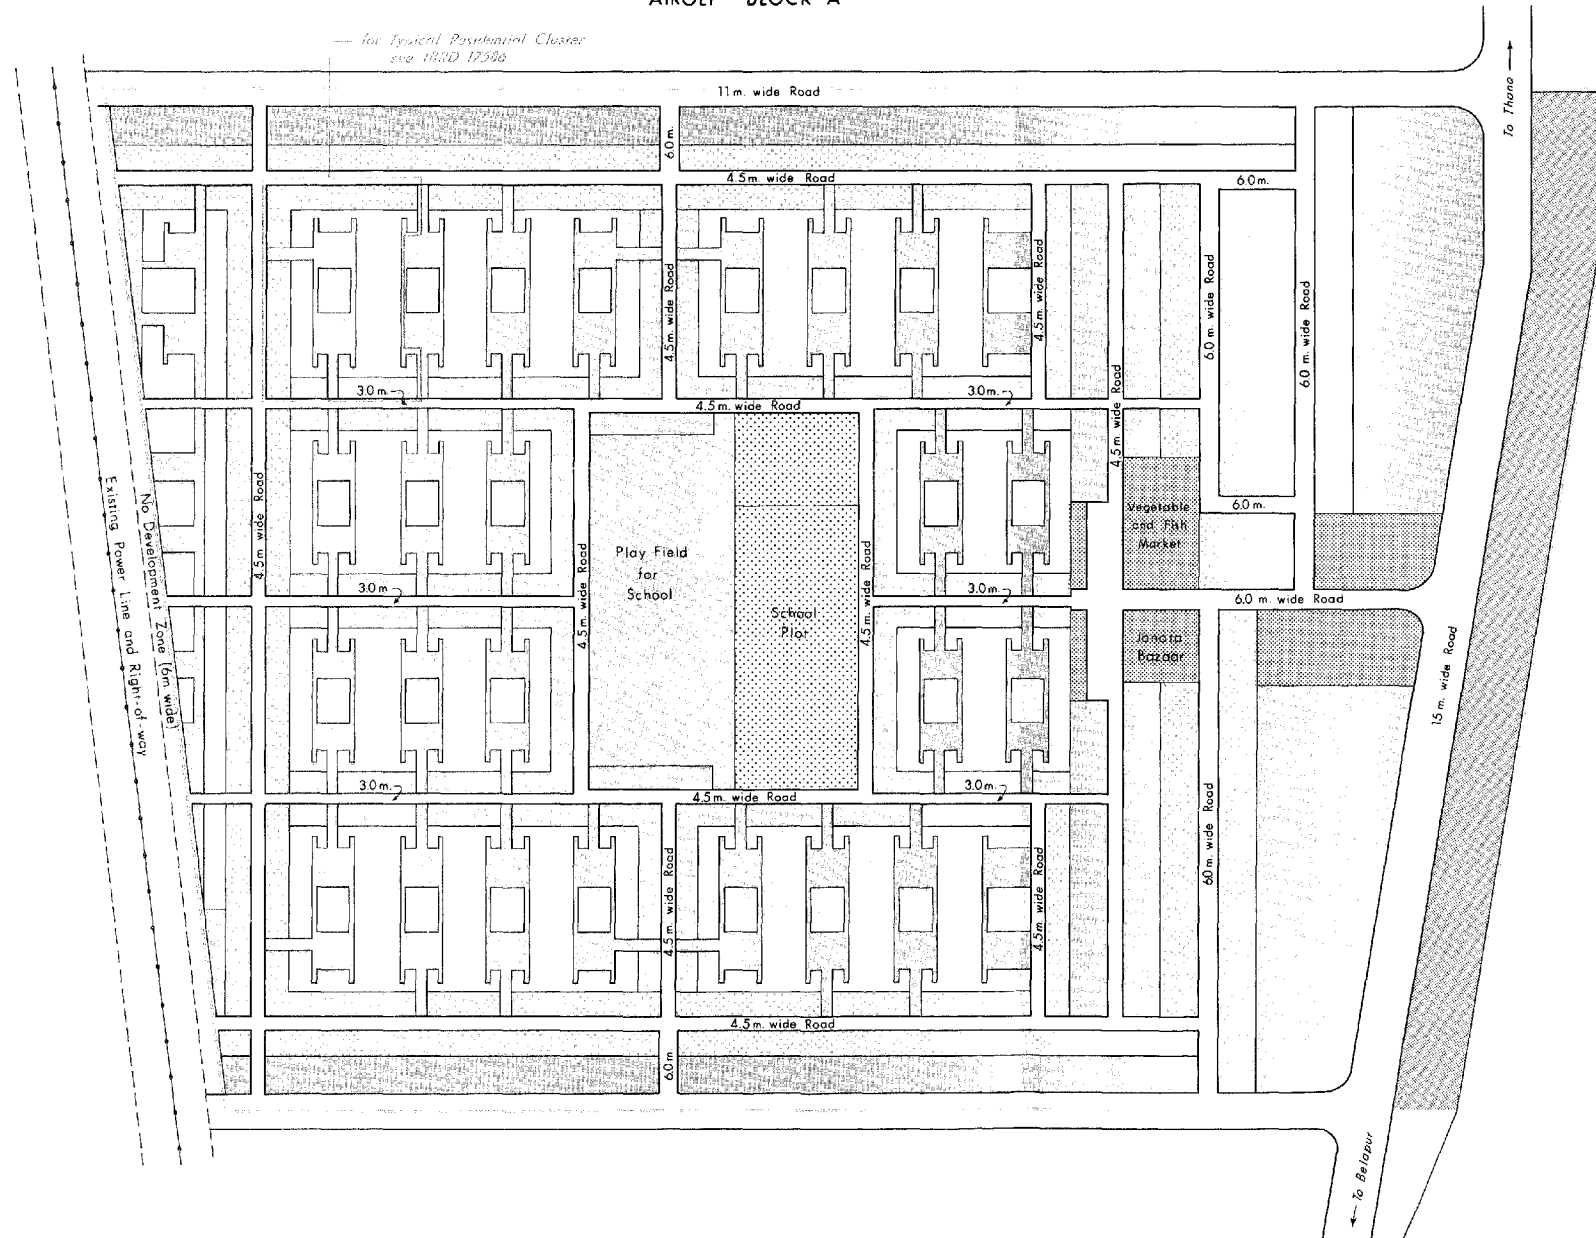 AIROLI BLOCK A
for Typical Residential Cluster
see IBRD 17586
11 m. wide Road
To Thana
6.0 m.
4.5 m. wide Road
6.0 m.
4.5 m. wide Road
4.5 m. wide Road
6.0 m. wide Road
6.0 m. wide Road
3.0 m.
4.5 m. wide Road
3.0 m.
4.5 m. wide Road
4.5 m. wide Road
6.0 m.
Vegetable
and Fish
Market
Existing Power Line and Right-of-way
No Development Zone (6m wide)
Play Field
for
School
4.5 m. wide Road
4.5 m. wide Road
3.0 m.
3.0 m.
6.0 m. wide Road
School
Plot
Janata
Bazaar
15 m. wide Road
3.0 m.
4.5 m. wide Road
3.0 m.
4.5 m. wide Road
4.5 m. wide Road
6.0 m. wide Road
4.5 m. wide Road
6.0 m.
To Belapur